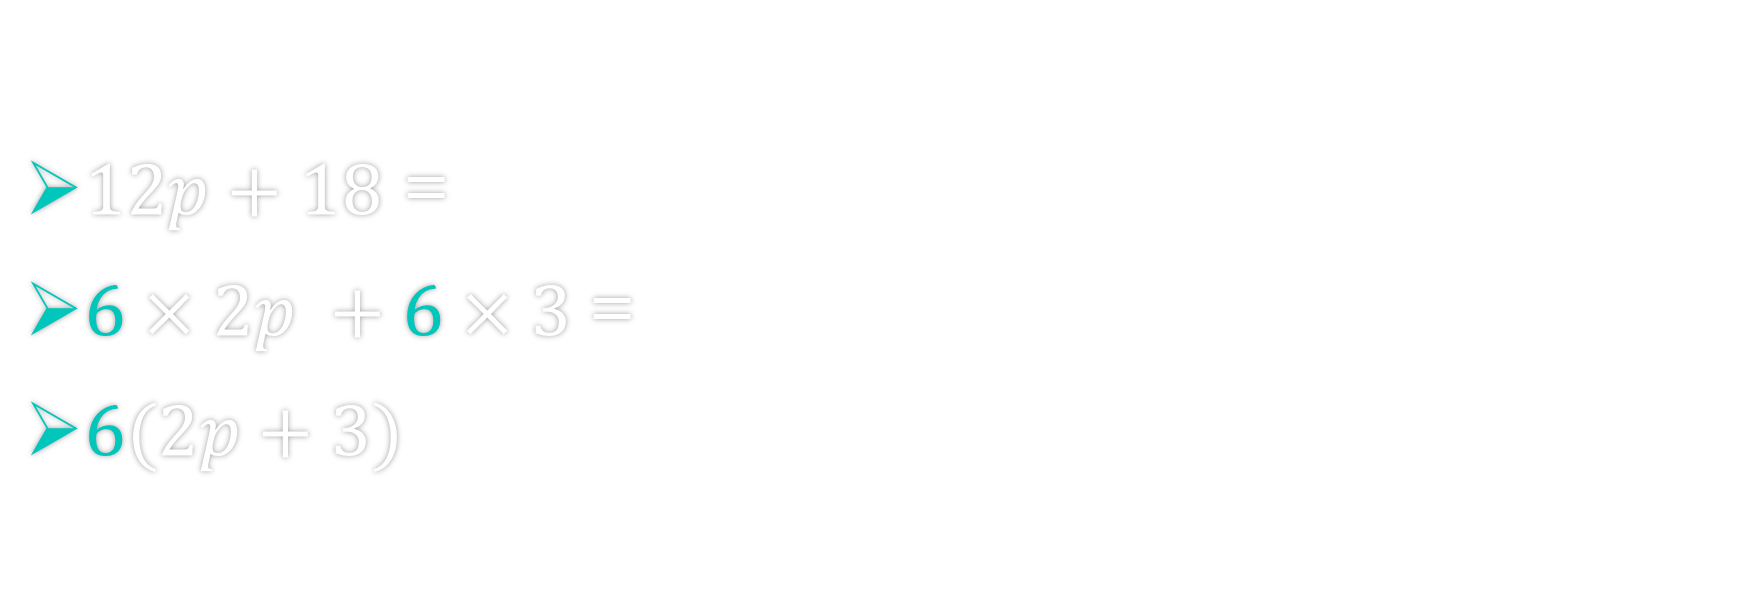 ➢12p + 18 =
➢6 × 2p + 6 × 3 =
➢6(2p + 3)